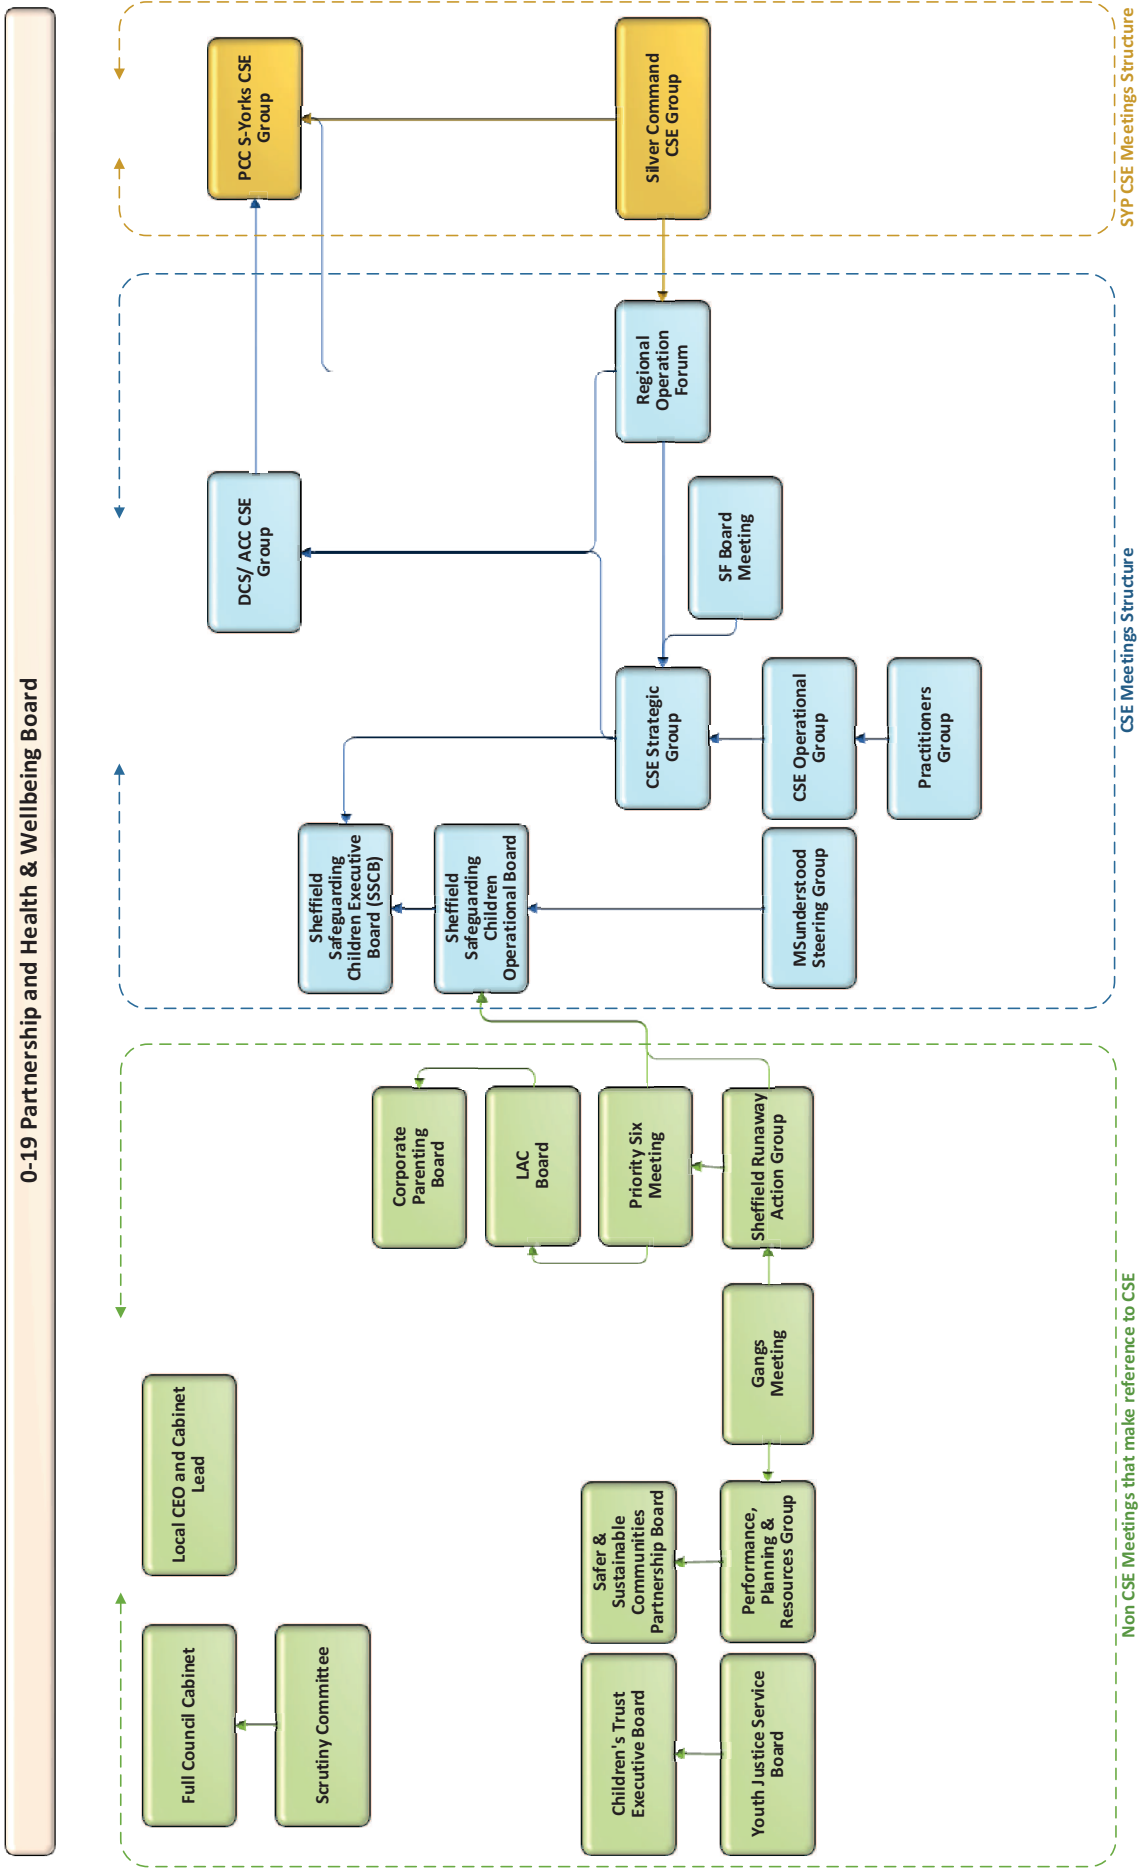 0-19 Partnership and Health & Wellbeing Board
Full Council Cabinet
Scrutiny Committee
Local CEO and Cabinet
Lead
Children's Trust
Executive Board
Youth Justice Service
Board
Safer &
Sustainable
Communities
Partnership Board
Performance,
Planning &
Resources Group
Gangs
Meeting
Corporate
Parenting
Board
LAC
Board
Priority Six
Meeting
Sheffield Runaway
Action Group
Non CSE Meetings that make reference to CSE
Sheffield
Safeguarding
Children Executive
Board (SSCB)
Sheffield
Safeguarding
Children
Operational Board
MSunderstood
Steering Group
CSE Strategic
Group
CSE Operational
Group
Practitioners
Group
DCS/ ACC CSE
Group
SF Board
Meeting
Regional
Operation
Forum
CSE Meetings Structure
PCC S-Yorks CSE
Group
Silver Command
CSE Group
SYP CSE Meetings Structure